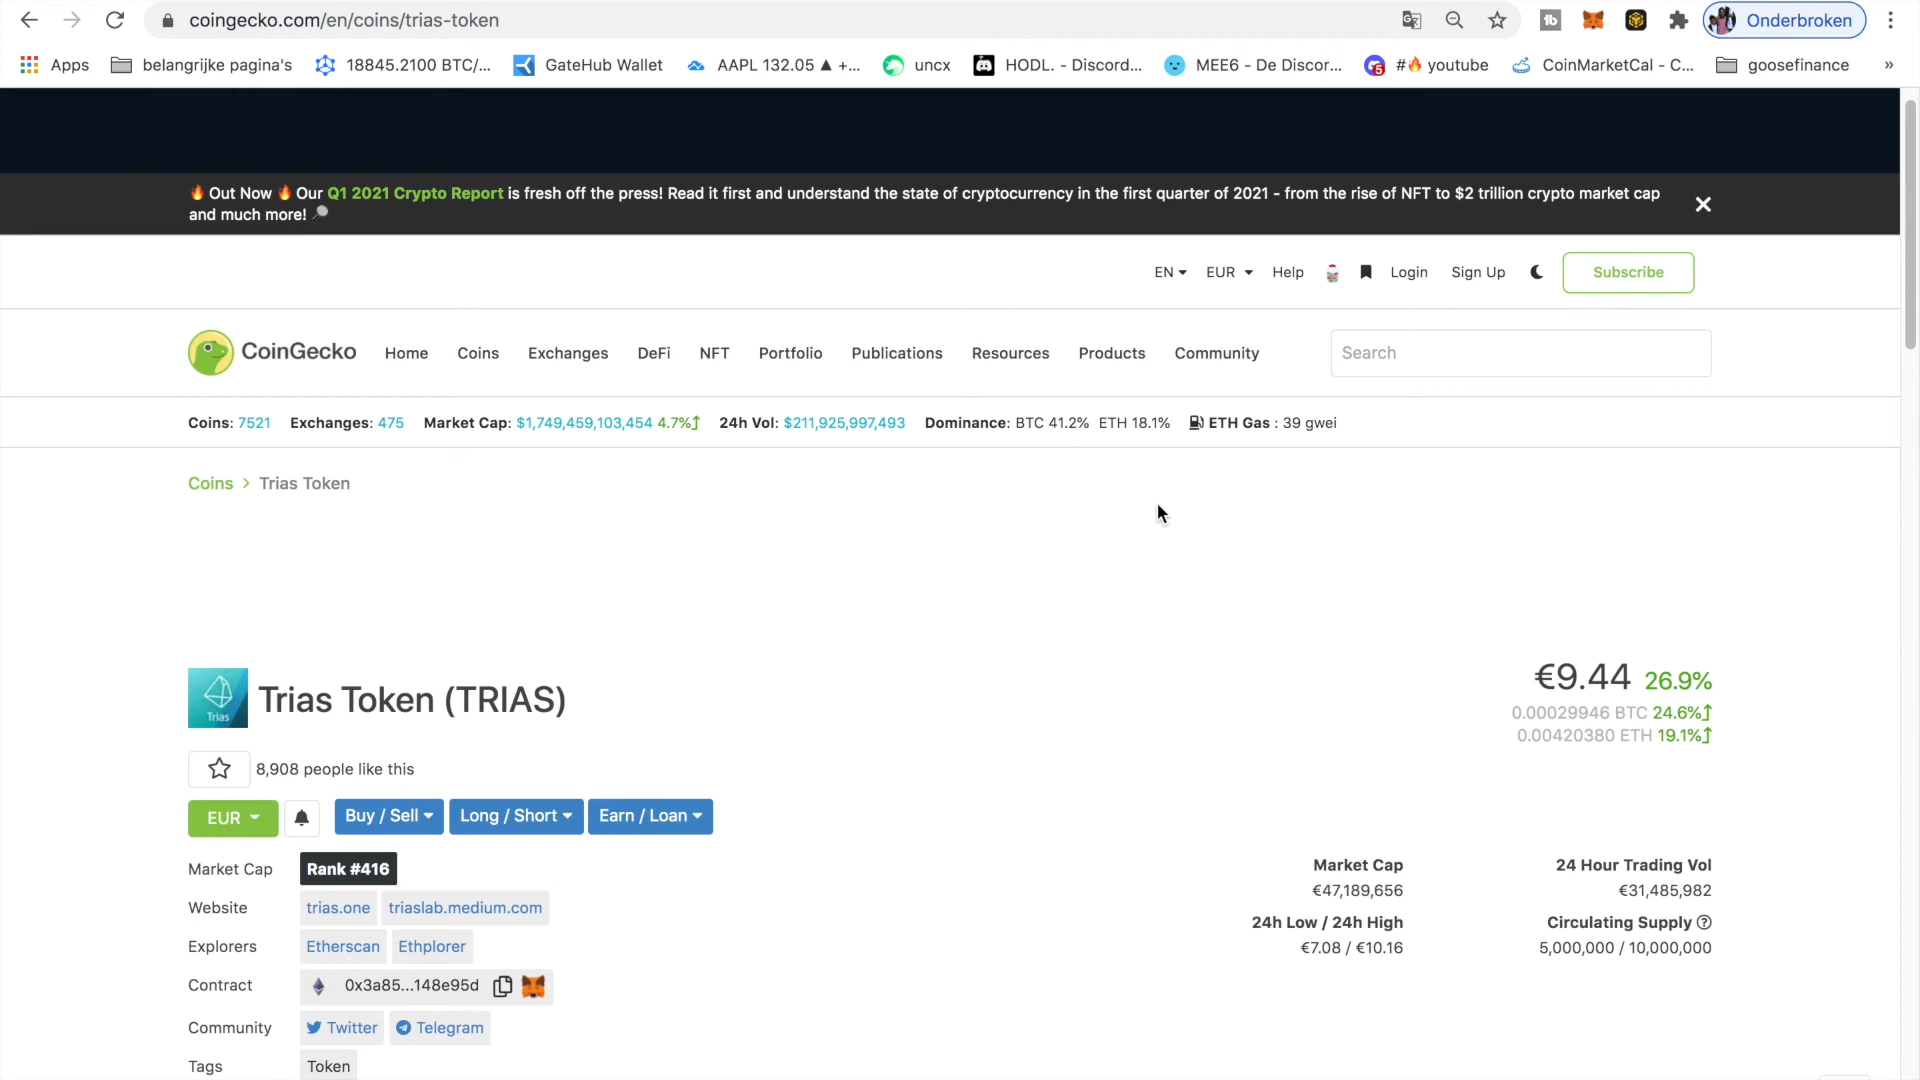 coingecko.com/en/coins/trias-token
Onderbroken
Apps belangrijke pagina's 18845.2100 BTC/... GateHub Wallet AAPL 132.05 ▲ +... uncx HODL. - Discord... MEE6 - De Discor... 5 #🔥 youtube CoinMarketCal - C... goosefinance »
🔥 Out Now 🔥 Our Q1 2021 Crypto Report is fresh off the press! Read it first and understand the state of cryptocurrency in the first quarter of 2021 - from the rise of NFT to $2 trillion crypto market cap
and much more! 🔎
EN EUR Help Login Sign Up Subscribe
CoinGecko Home Coins Exchanges DeFi NFT Portfolio Publications Resources Products Community Search
Coins: 7521 Exchanges: 475 Market Cap: $1,749,459,103,454 4.7% 24h Vol: $211,925,997,493 Dominance: BTC 41.2% ETH 18.1% ETH Gas : 39 gwei
Coins > Trias Token
Trias
Trias Token (TRIAS)
€9.44 26.9%
0.00029946 BTC 24.6%
0.00420380 ETH 19.1%
8,908 people like this
EUR Buy / Sell Long / Short Earn / Loan
Market Cap Rank #416
Website trias.one triaslab.medium.com
Explorers Etherscan Ethplorer
Contract 0x3a85...148e95d
Community Twitter Telegram
Tags Token
Market Cap 24 Hour Trading Vol
€47,189,656 €31,485,982
24h Low / 24h High Circulating Supply
€7.08 / €10.16 5,000,000 / 10,000,000